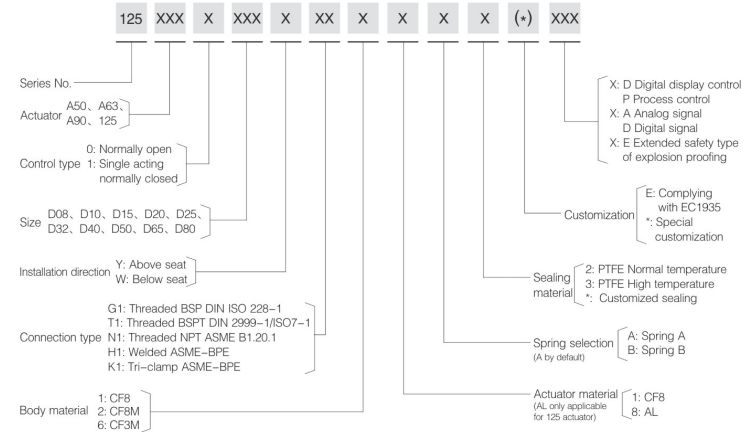 125 XXX X XXX X XX X X X X (*) XXX
Series No.
Actuator A50、A63、
A90、125
Control type 0: Normally open
1: Single acting
normally closed
Size D08、D10、D15、D20、D25、
D32、D40、D50、D65、D80
Installation direction Y: Above seat
W: Below seat
Connection type G1: Threaded BSP DIN ISO 228-1
T1: Threaded BSPT DIN 2999-1/ISO7-1
N1: Threaded NPT ASME B1.20.1
H1: Welded ASME-BPE
K1: Tri-clamp ASME-BPE
Body material 1: CF8
2: CF8M
6: CF3M
X: D Digital display control
P Process control
X: A Analog signal
D Digital signal
X: E Extended safety type
of explosion proofing
Customization E: Complying
with EC1935
*: Special
customization
Sealing
material 2: PTFE Normal temperature
3: PTFE High temperature
*: Customized sealing
Spring selection
(A by default) A: Spring A
B: Spring B
Actuator material
(AL only applicable
for 125 actuator) 1: CF8
8: AL